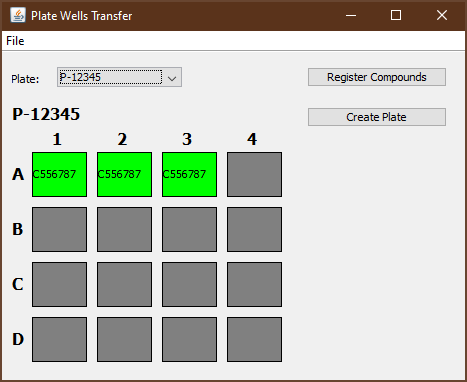 Plate Wells Transfer
File
Plate: P-12345
Register Compounds
P-12345
Create Plate
1 2 3 4
A C556787 C556787 C556787
B
C
D